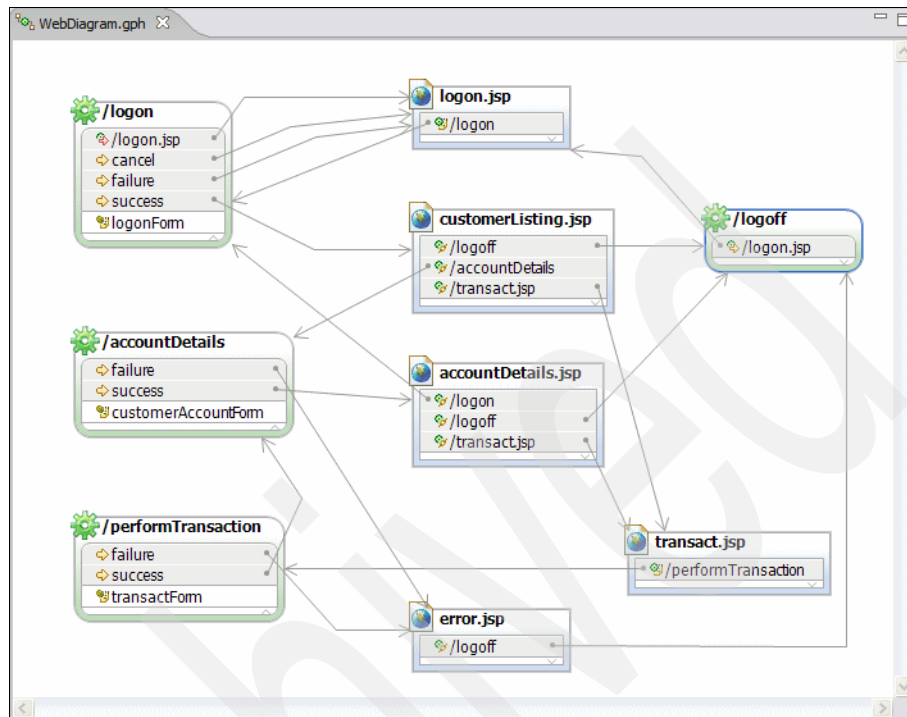 WebDiagram.gph
/logon
/logon.jsp
cancel
failure
success
logonForm
logon.jsp
/logon
customerListing.jsp
/logoff
/accountDetails
/transact.jsp
/logoff
/logon.jsp
/accountDetails
failure
success
customerAccountForm
accountDetails.jsp
/logon
/logoff
/transact.jsp
/performTransaction
failure
success
transactForm
transact.jsp
/performTransaction
error.jsp
/logoff